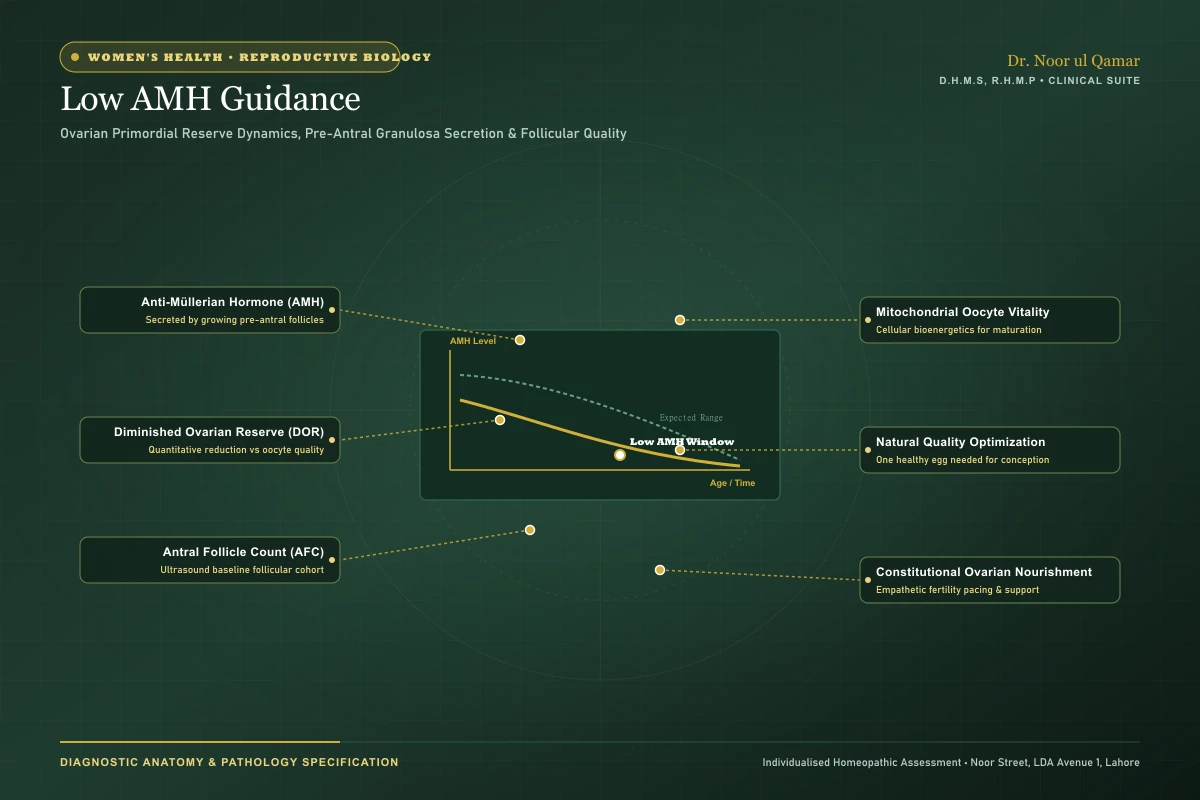 WOMEN'S HEALTH • REPRODUCTIVE BIOLOGY
Low AMH Guidance
Ovarian Primordial Reserve Dynamics, Pre-Antral Granulosa Secretion & Follicular Quality
Dr. Noor ul Qamar
D.H.M.S, R.H.M.P • CLINICAL SUITE
Anti-Müllerian Hormone (AMH)
Secreted by growing pre-antral follicles
Diminished Ovarian Reserve (DOR)
Quantitative reduction vs oocyte quality
Antral Follicle Count (AFC)
Ultrasound baseline follicular cohort
AMH Level
Expected Range
Low AMH Window
Age / Time
Mitochondrial Oocyte Vitality
Cellular bioenergetics for maturation
Natural Quality Optimization
One healthy egg needed for conception
Constitutional Ovarian Nourishment
Empathetic fertility pacing & support
DIAGNOSTIC ANATOMY & PATHOLOGY SPECIFICATION
Individualised Homeopathic Assessment • Noor Street, LDA Avenue 1, Lahore